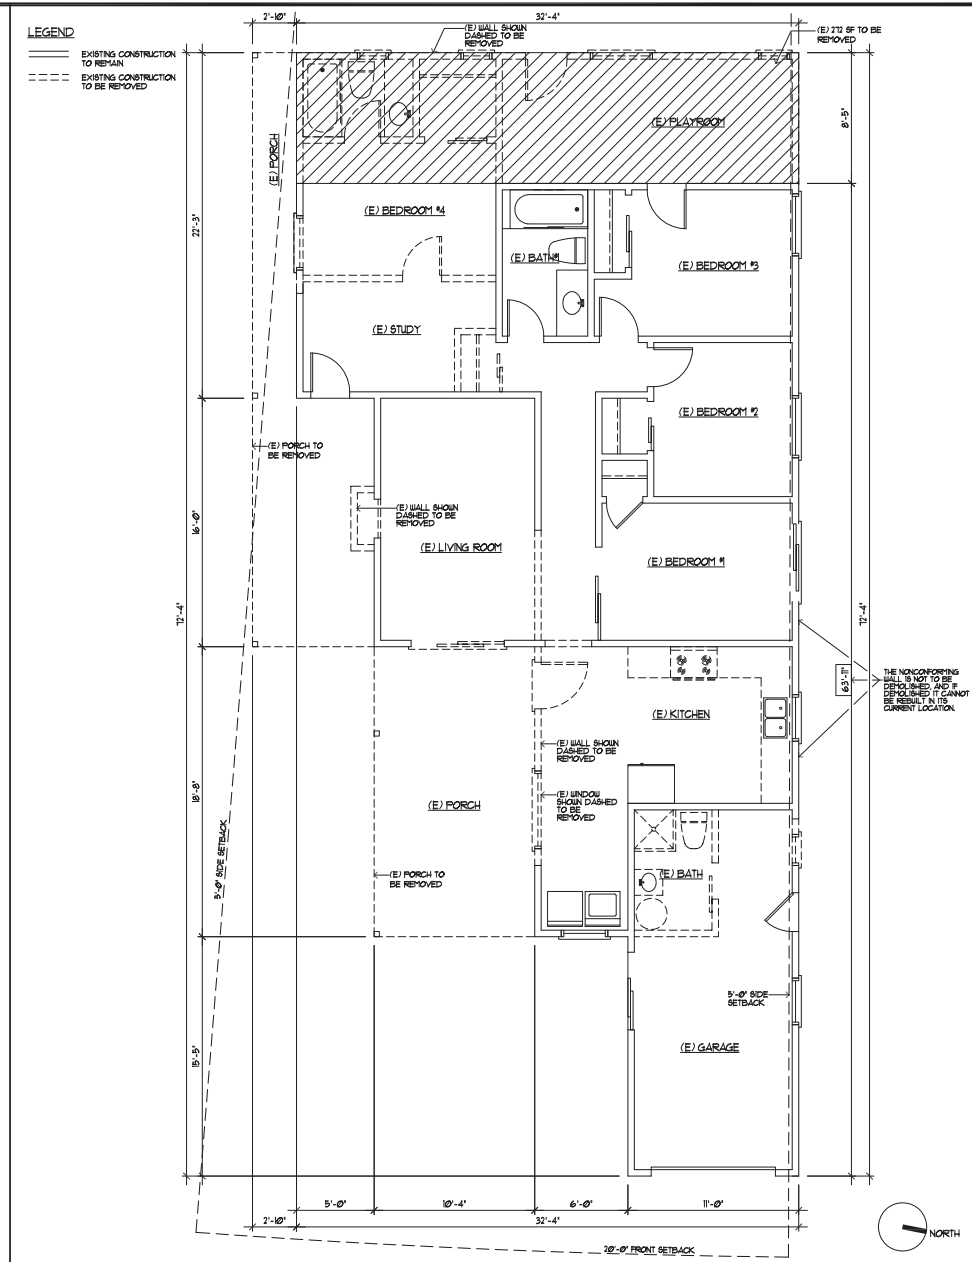 2'-10"
32'-4"
LEGEND
EXISTING CONSTRUCTION
TO REMAIN
EXISTING CONSTRUCTION
TO BE REMOVED
(E) WALL SHOWN
DASHED TO BE
REMOVED
(E) 272 SF TO BE
REMOVED
(E) PLAYROOM
8'-5"
(E) PORCH
22'-3"
(E) BEDROOM #4
(E) BATH#1
(E) BEDROOM #3
(E) STUDY
(E) BEDROOM #2
(E) PORCH TO
BE REMOVED
(E) WALL SHOWN
DASHED TO BE
REMOVED
16'-0"
(E) LIVING ROOM
(E) BEDROOM #1
72'-4"
72'-4"
63'-11"
THE NONCONFORMING
WALL IS NOT TO BE
DEMOLISHED, AND IF
DEMOLISHED IT CANNOT
BE REBUILT IN ITS
CURRENT LOCATION.
(E) KITCHEN
(E) WALL SHOWN
DASHED TO BE
REMOVED
(E) WINDOW
SHOWN DASHED
TO BE
REMOVED
18'-8"
(E) PORCH
5'-0" SIDE SETBACK
(E) PORCH TO
BE REMOVED
(E) BATH
5'-0" SIDE
SETBACK
15'-5"
(E) GARAGE
5'-0"
10'-4"
6'-0"
11'-0"
2'-10"
32'-4"
20'-0" FRONT SETBACK
NORTH